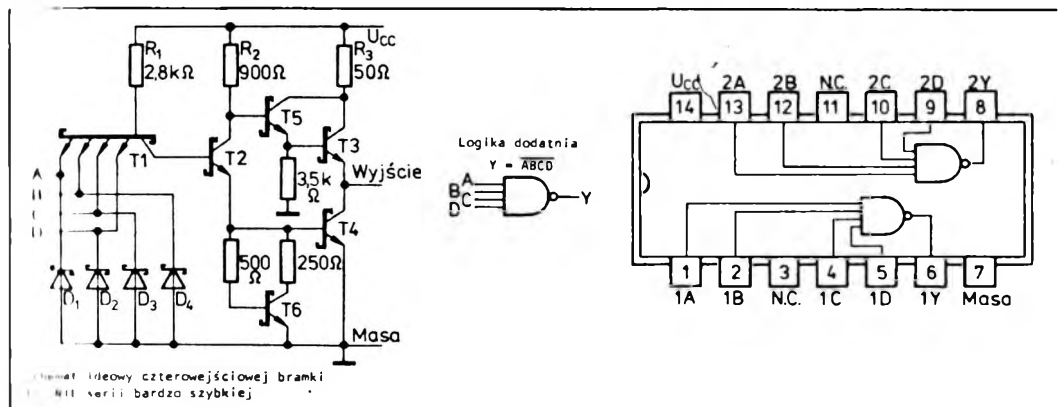 UCC
R1
2,8kΩ
R2
900Ω
R3
50Ω
T5
T1
T2
T3
3,5k
Ω
Wyjście
T4
500
Ω
250Ω
T6
A
D1
D2
D3
D4
Masa
ideowy czterowejściowej bramki
serii bardzo szybkiej
Logika dodatnia
Y = ABCD
A
B
C
D
Y
UCC 2A 2B N.C. 2C 2D 2Y
14 13 12 11 10 9 8
1 2 3 4 5 6 7
1A 1B N.C. 1C 1D 1Y Masa